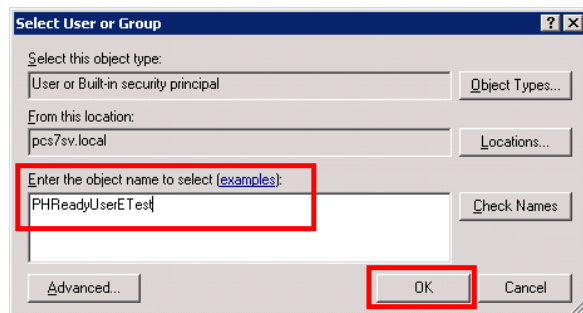 Select User or Group
Select this object type:
User or Built-in security principal
Object Types...
From this location:
pcs7sv.local
Locations...
Enter the object name to select (examples):
PHReadyUserETest
Check Names
Advanced...
OK
Cancel